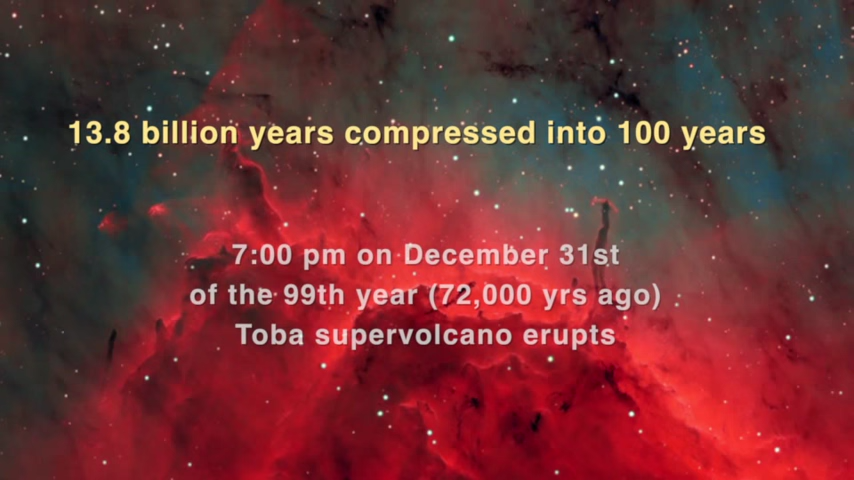 13.8 billion years compressed into 100 years
7:00 pm on December 31st
of the 99th year (72,000 yrs ago)
Toba supervolcano erupts